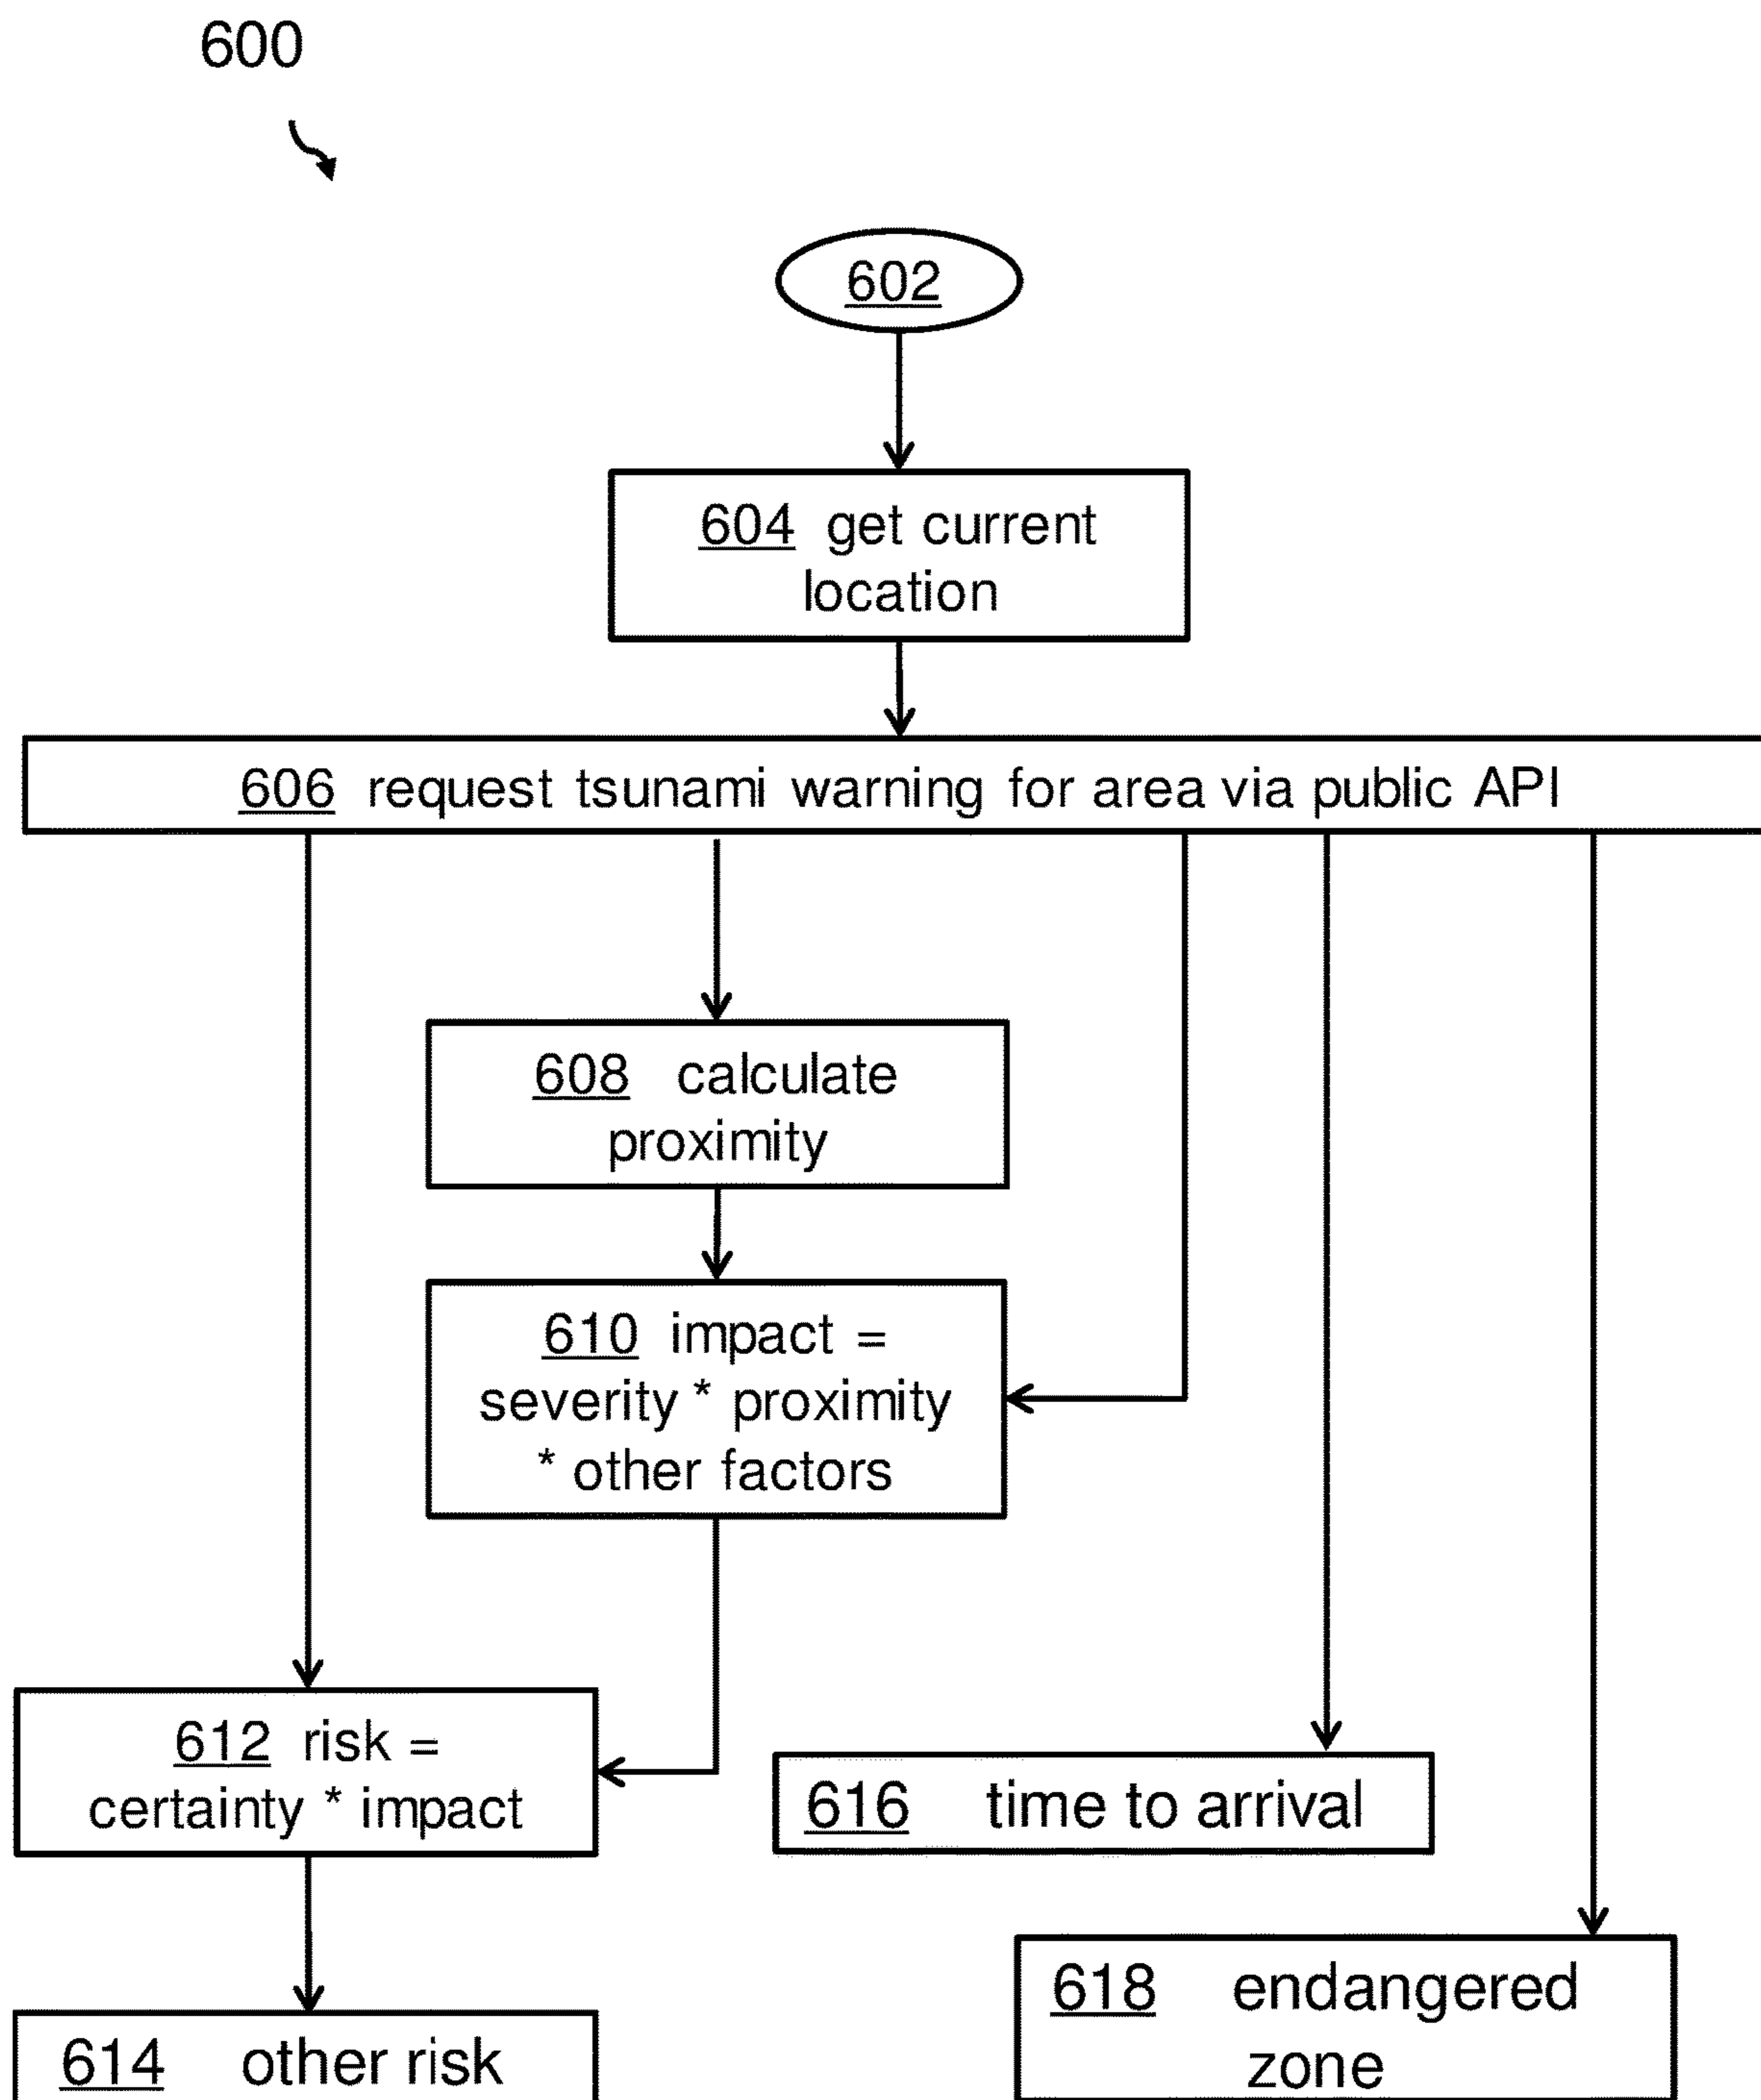 600
602
604 get current
location
606 request tsunami warning for area via public API
608 calculate
proximity
610 impact =
severity * proximity
* other factors
612 risk =
certainty * impact
616 time to arrival
618 endangered
zone
614 other risk